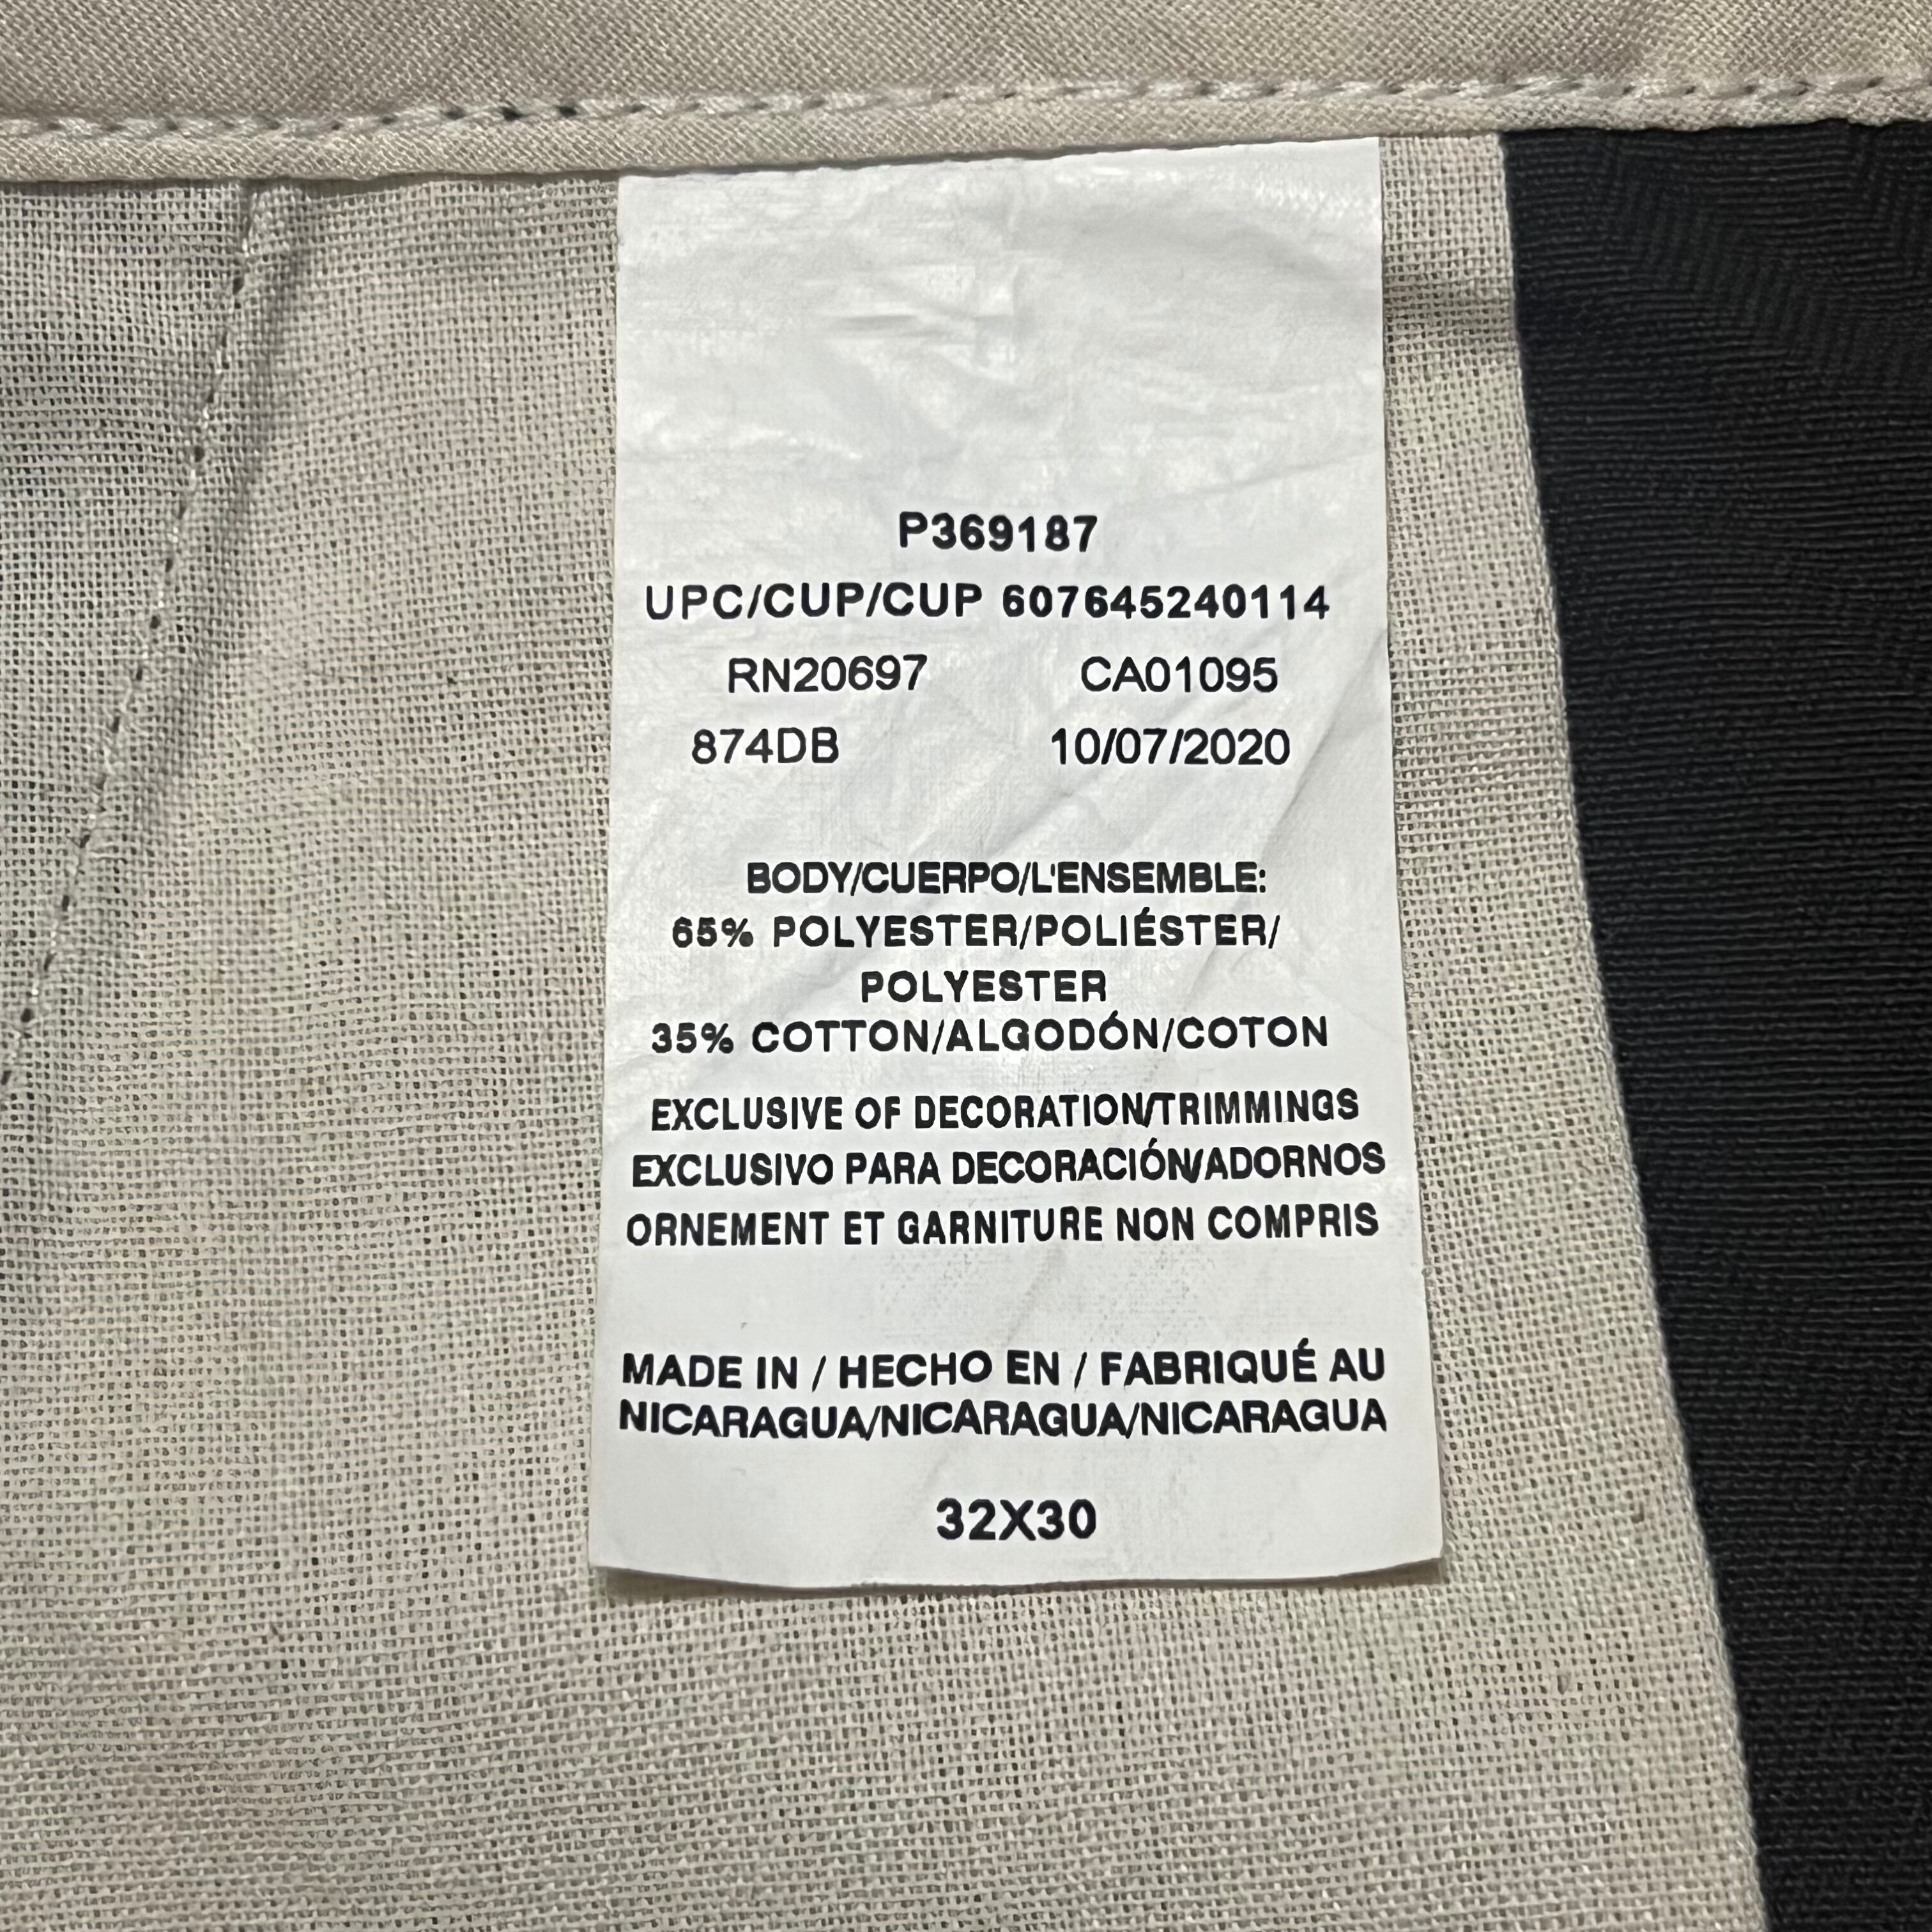 P369187
UPC/CUP/CUP 607645240114
RN20697 CA01095
874DB 10/07/2020
BODY/CUERPO/L'ENSEMBLE:
65% POLYESTER/POLIÉSTER/
POLYESTER
35% COTTON/ALGODÓN/COTON
EXCLUSIVE OF DECORATION/TRIMMINGS
EXCLUSIVO PARA DECORACIÓN/ADORNOS
ORNEMENT ET GARNITURE NON COMPRIS
MADE IN / HECHO EN / FABRIQUÉ AU
NICARAGUA/NICARAGUA/NICARAGUA
32X30